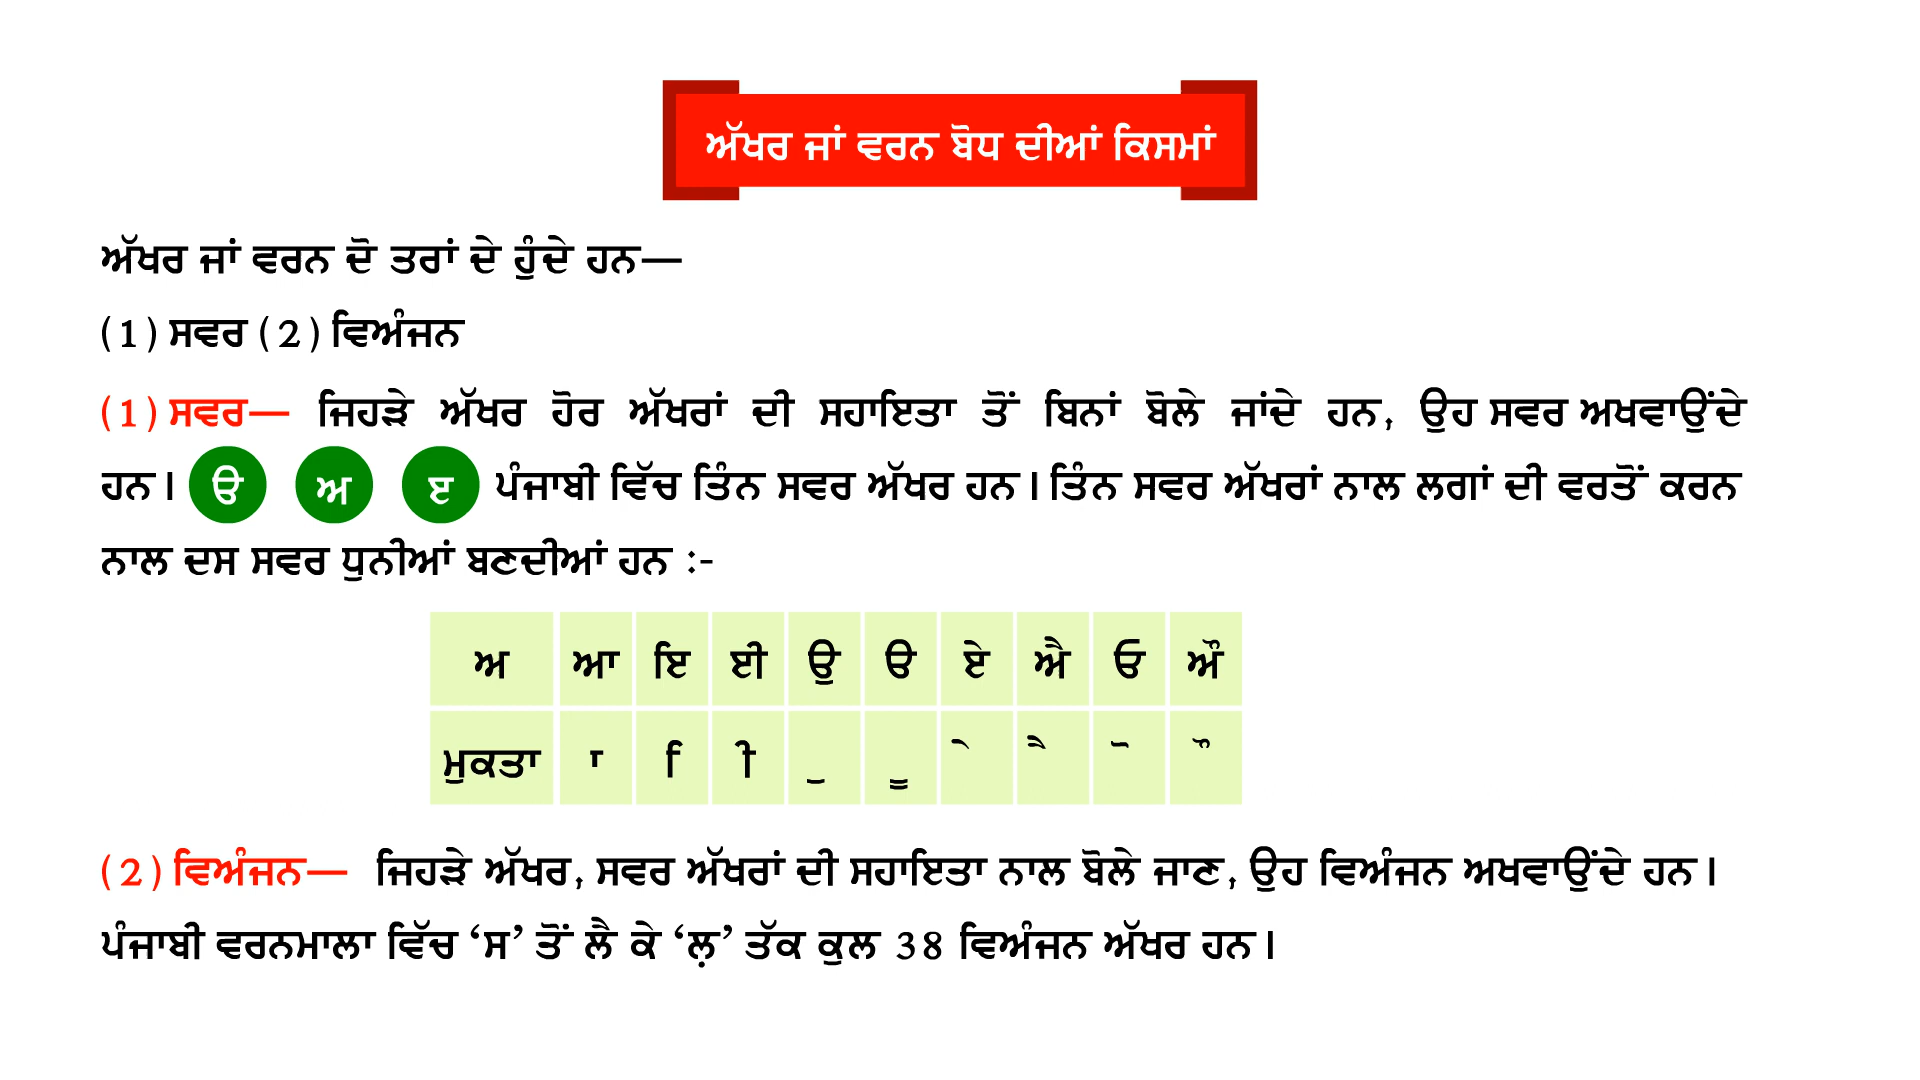 ਅੱਖਰ ਜਾਂ ਵਰਨ ਬੋਧ ਦੀਆਂ ਕਿਸਮਾਂ
ਅੱਖਰ ਜਾਂ ਵਰਨ ਦੋ ਤਰਾਂ ਦੇ ਹੁੰਦੇ ਹਨ—
(1) ਸਵਰ (2) ਵਿਅੰਜਨ
(1) ਸਵਰ— ਜਿਹੜੇ ਅੱਖਰ ਹੋਰ ਅੱਖਰਾਂ ਦੀ ਸਹਾਇਤਾ ਤੋਂ ਬਿਨਾਂ ਬੋਲੇ ਜਾਂਦੇ ਹਨ, ਉਹ ਸਵਰ ਅਖਵਾਉਂਦੇ
ਹਨ। ੳ ਅ ੲ ਪੰਜਾਬੀ ਵਿੱਚ ਤਿੰਨ ਸਵਰ ਅੱਖਰ ਹਨ। ਤਿੰਨ ਸਵਰ ਅੱਖਰਾਂ ਨਾਲ ਲਗਾਂ ਦੀ ਵਰਤੋਂ ਕਰਨ
ਨਾਲ ਦਸ ਸਵਰ ਧੁਨੀਆਂ ਬਣਦੀਆਂ ਹਨ :-
ਅ ਆ ਇ ਈ ਉ ੳ ਏ ਐ ਓ ਔ
ਮੁਕਤਾ ਾ ਿ ੀ ੁ ੂ ੇ ੈ ੋ ੌ
(2) ਵਿਅੰਜਨ— ਜਿਹੜੇ ਅੱਖਰ, ਸਵਰ ਅੱਖਰਾਂ ਦੀ ਸਹਾਇਤਾ ਨਾਲ ਬੋਲੇ ਜਾਣ, ਉਹ ਵਿਅੰਜਨ ਅਖਵਾਉਂਦੇ ਹਨ।
ਪੰਜਾਬੀ ਵਰਨਮਾਲਾ ਵਿੱਚ ‘ਸ’ ਤੋਂ ਲੈ ਕੇ ‘ਲ਼’ ਤੱਕ ਕੁਲ 38 ਵਿਅੰਜਨ ਅੱਖਰ ਹਨ।